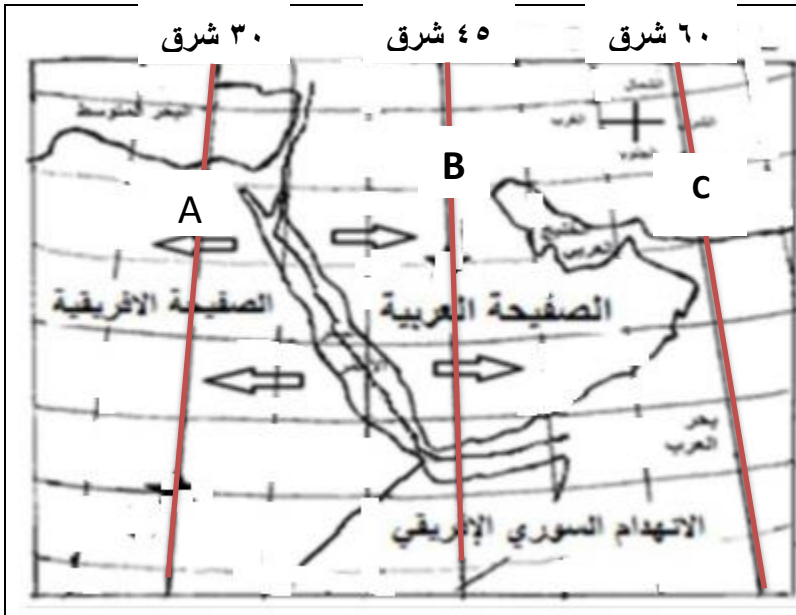 ٣٠ شرق
٤٥ شرق
٦٠ شرق
الشمال
البحر المتوسط
الغرب
الجنوب
B
C
A
الخليج
العربي
الصفيحة العربية
الصفيحة الافريقية
بحر
العرب
الانهدام السوري الإفريقي